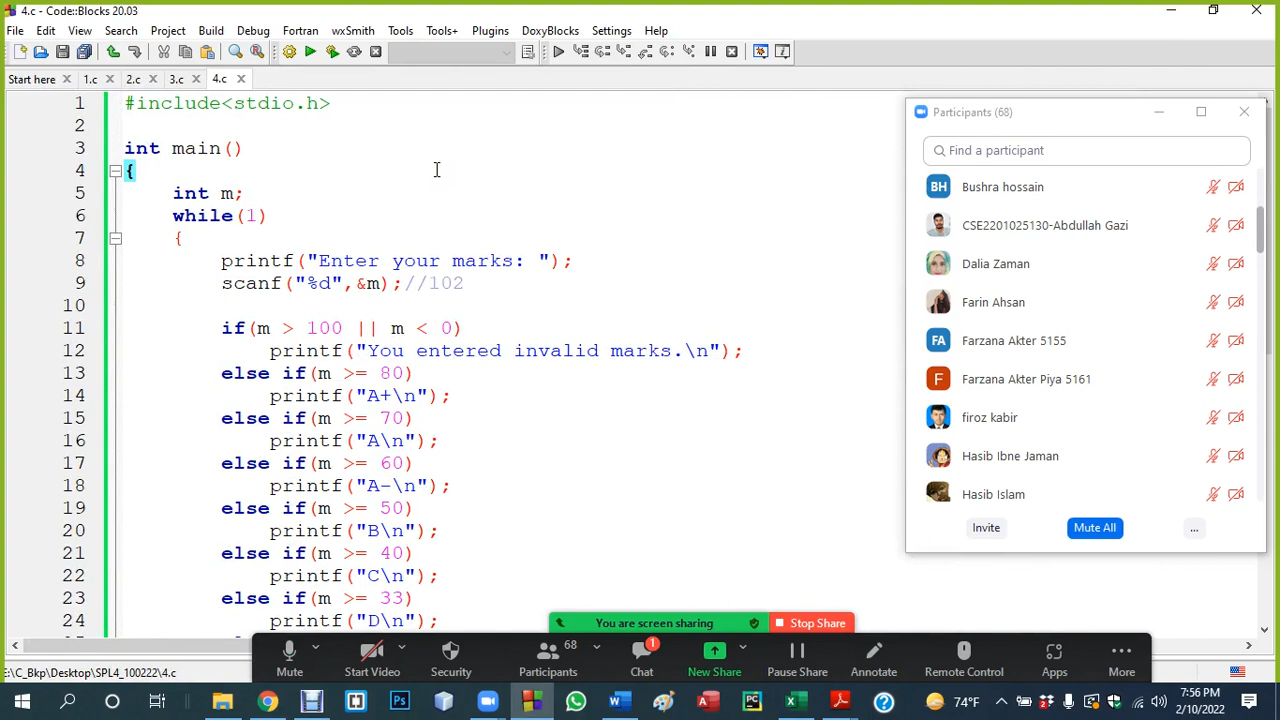 4.c - Code::Blocks 20.03
File Edit View Search Project Build Debug Fortran wxSmith Tools Tools+ Plugins DoxyBlocks Settings Help
Start here 1.c 2.c 3.c 4.c
1 #include<stdio.h>
2
3 int main()
4 {
5 int m;
6 while(1)
7 {
8 printf("Enter your marks: ");
9 scanf("%d",&m);//102
10
11 if(m > 100 || m < 0)
12 printf("You entered invalid marks.\n");
13 else if(m >= 80)
14 printf("A+\n");
15 else if(m >= 70)
16 printf("A\n");
17 else if(m >= 60)
18 printf("A-\n");
19 else if(m >= 50)
20 printf("B\n");
21 else if(m >= 40)
22 printf("C\n");
23 else if(m >= 33)
24 printf("D\n");
Participants (68)
Find a participant
BH Bushra hossain
CSE2201025130-Abdullah Gazi
Dalia Zaman
Farin Ahsan
FA Farzana Akter 5155
F Farzana Akter Piya 5161
firoz kabir
Hasib Ibne Jaman
Hasib Islam
Invite Mute All ...
You are screen sharing Stop Share
68 1
Mute Start Video Security Participants Chat New Share Pause Share Annotate Remote Control Apps More
:\C_Bkp\Desktop\SPL4_100222\4.c
74°F 7:56 PM
2/10/2022